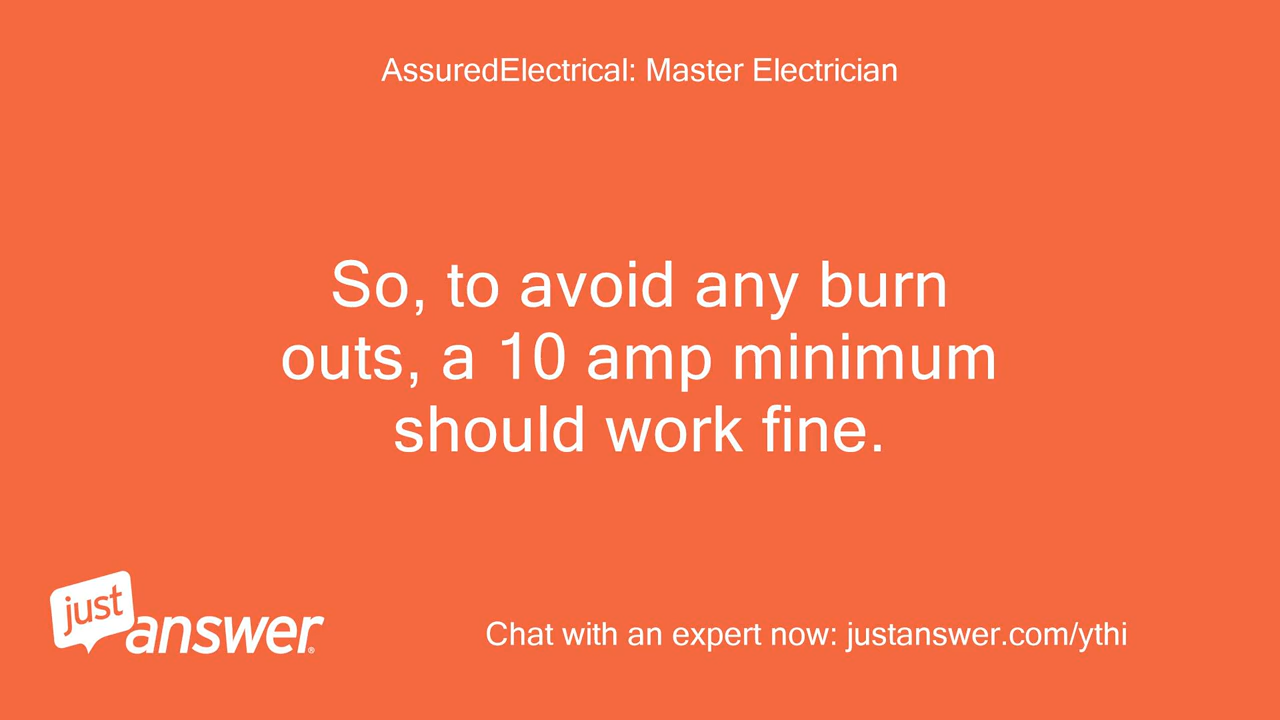 AssuredElectrical: Master Electrician
So, to avoid any burn
outs, a 10 amp minimum
should work fine.
just
answer®
Chat with an expert now: justanswer.com/ythi